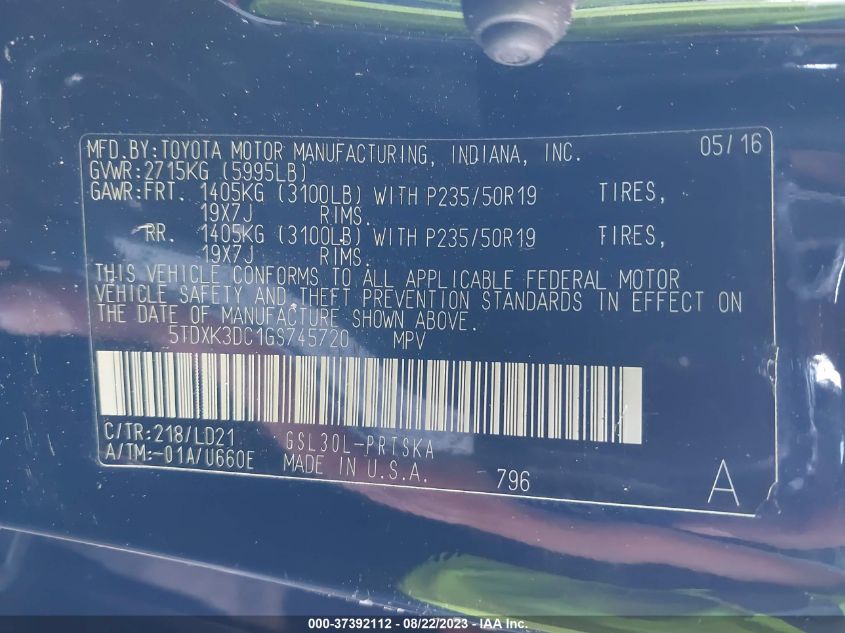 MFD.BY:TOYOTA MOTOR MANUFACTURING, INDIANA, INC. 05/16
GVWR:2715KG (5995LB)
GAWR:FRT. 1405KG (3100LB) WITH P235/50R19 TIRES,
19X7J RIMS.
RR. 1405KG (3100LB) WITH P235/50R19 TIRES,
19X7J RIMS.
THIS VEHICLE CONFORMS TO ALL APPLICABLE FEDERAL MOTOR
VEHICLE SAFETY AND THEFT PREVENTION STANDARDS IN EFFECT ON
THE DATE OF MANUFACTURE SHOWN ABOVE.
5TDXK3DC1GS745720 MPV
C/TR:218/LD21 GSL30L-PRTSKA
A/TM:-01A/U660E MADE IN U.S.A. 796 A
000-37392112 - 08/22/2023 - IAA Inc.